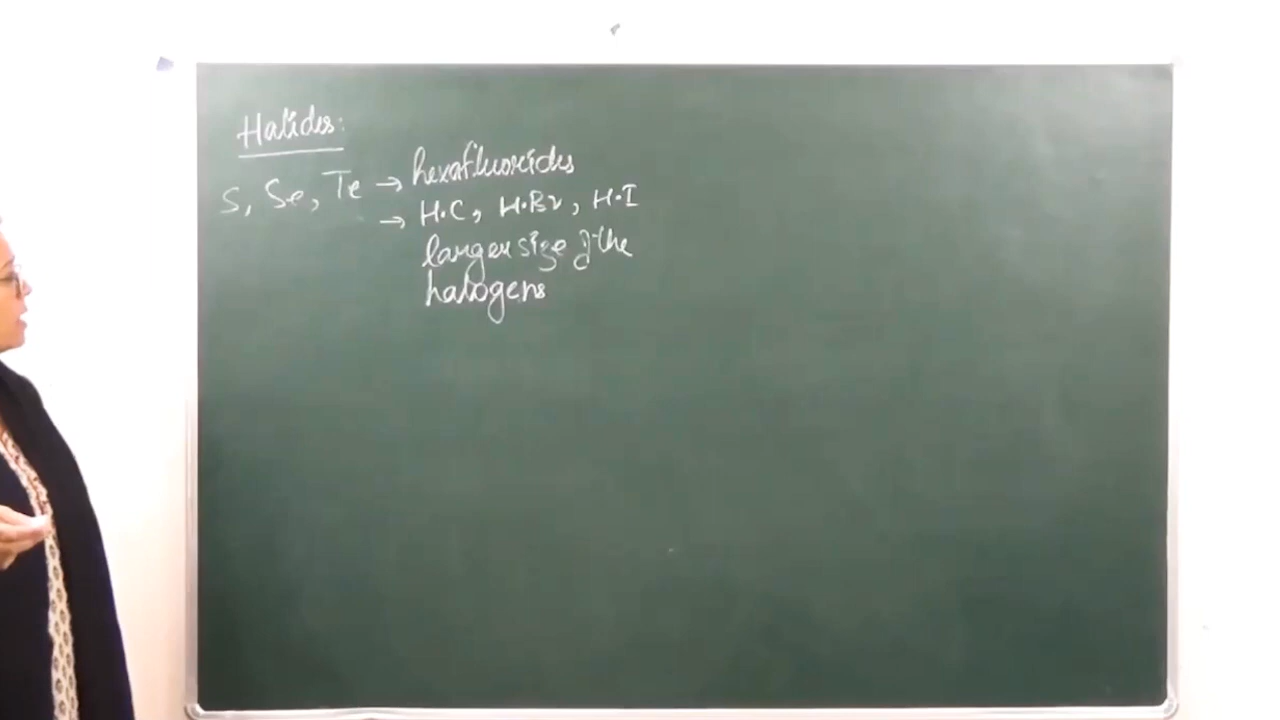 Halides:
S, Se, Te → hexafluorides
→ H.C, H.Br, H.I
larger size of the
halogens